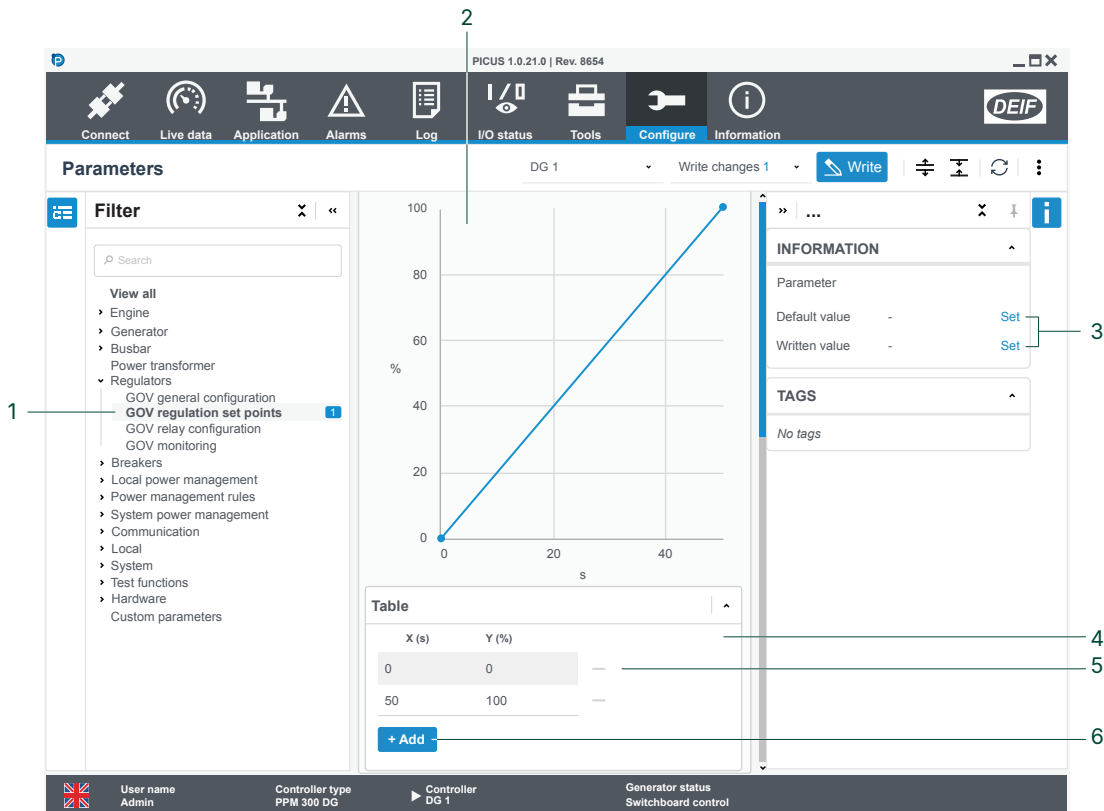 2
PICUS 1.0.21.0 | Rev. 8654
Connect
Live data
Application
Alarms
Log
I/O status
Tools
Configure
Information
DEIF
Parameters
DG 1
Write changes 1
Write
Filter
...
Search
View all
Engine
Generator
Busbar
Power transformer
Regulators
GOV general configuration
1
GOV regulation set points 1
GOV relay configuration
GOV monitoring
Breakers
Local power management
Power management rules
System power management
Communication
Local
System
Test functions
Hardware
Custom parameters
100
80
60
%
40
20
0
0 20 40
s
INFORMATION
Parameter
Default value - Set
Written value - Set
3
TAGS
No tags
Table
X (s) Y (%)
4
0 0
5
50 100
+ Add
6
User name
Admin
Controller type
PPM 300 DG
Controller
DG 1
Generator status
Switchboard control